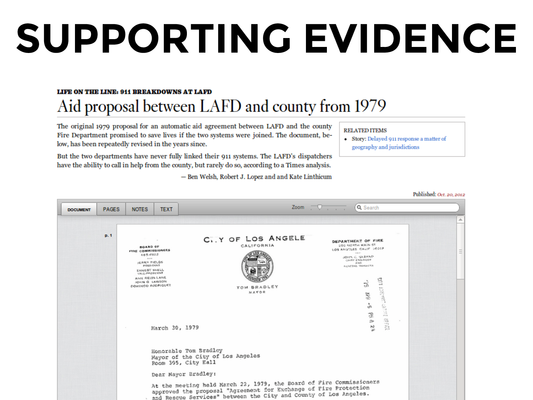 SUPPORTING EVIDENCE
LIFE ON THE LINE: 911 BREAKDOWNS AT LAFD
Aid proposal between LAFD and county from 1979
The original 1979 proposal for an automatic aid agreement between LAFD and the county
Fire Department promised to save lives if the two systems were joined. The document, be-
low, has been repeatedly revised in the years since.
But the two departments have never fully linked their 911 systems. The LAFD's dispatchers
have the ability to call in help from the county, but rarely do so, according to a Times analysis.
— Ben Welsh, Robert J. Lopez and and Kate Linthicum
RELATED ITEMS
• Story: Delayed 911 response a matter of
geography and jurisdictions
Published: Oct. 20, 2012
DOCUMENT PAGES NOTES TEXT Zoom Search
p. 1
BOARD OF
FIRE COMMISSIONERS
CITY OF LOS ANGELES
CALIFORNIA
TOM BRADLEY
MAYOR
DEPARTMENT OF FIRE
March 30, 1979
Honorable Tom Bradley
Mayor of the City of Los Angeles
Room 305, City Hall
Dear Mayor Bradley:
At the meeting held March 22, 1979, the Board of Fire Commissioners
approved the proposal "Agreement for Exchange of Fire Protection
and Rescue Services" between the City and County of Los Angeles.